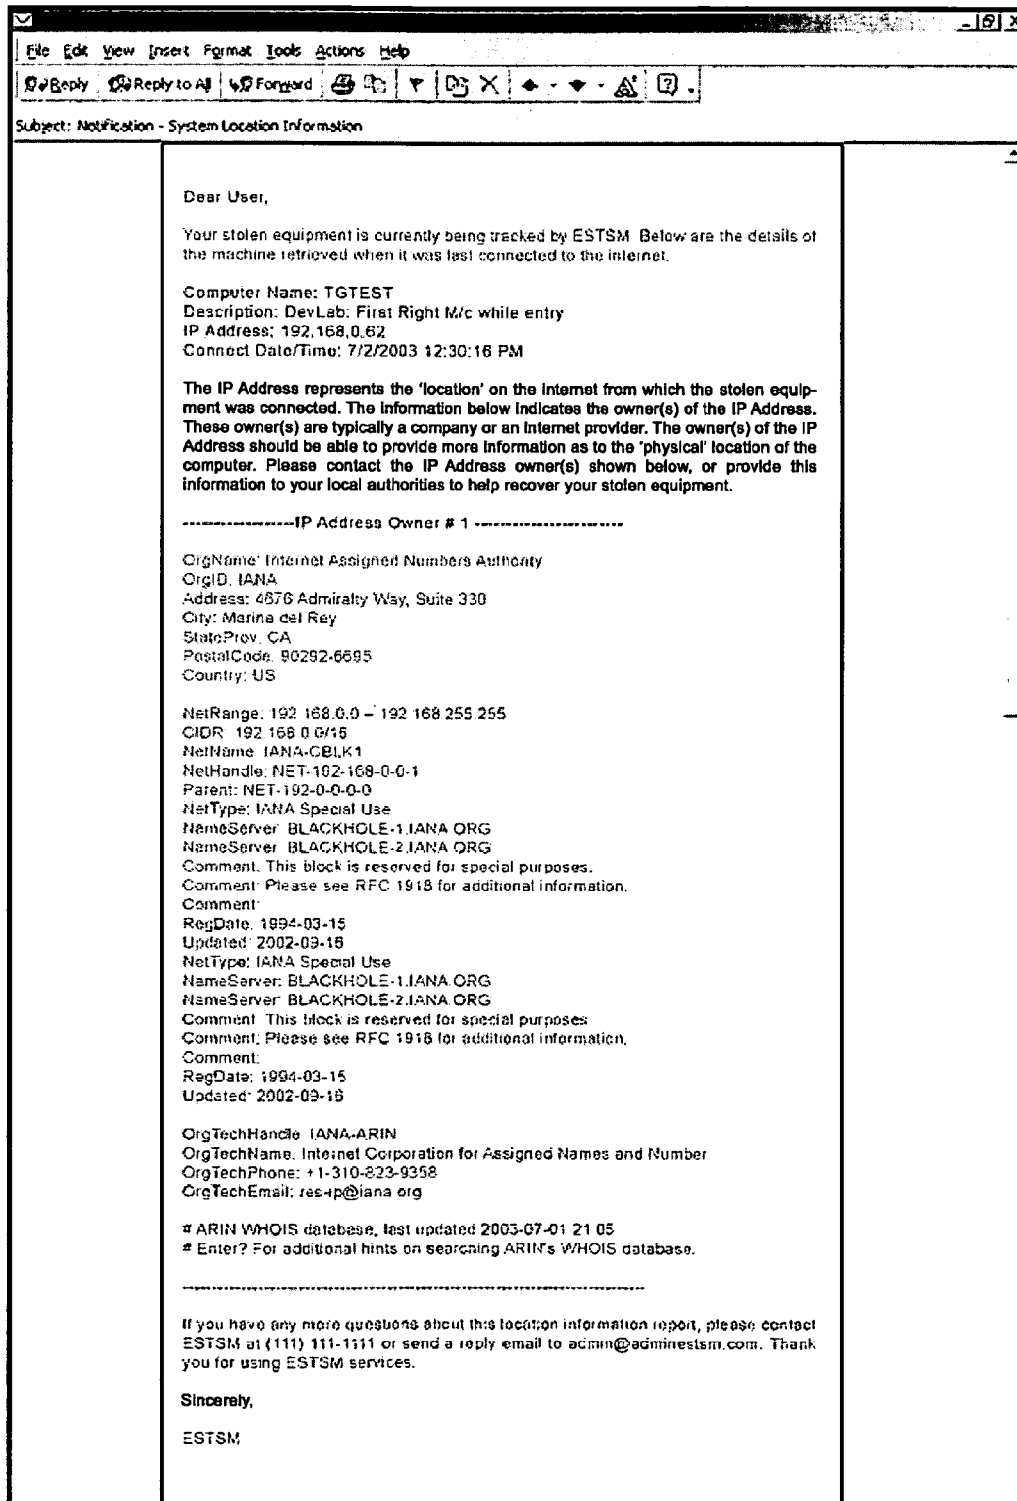 File Edit View Insert Format Tools Actions Help
Reply Reply to All Forward
Subject: Notification - System Location Information
Dear User,
Your stolen equipment is currently being tracked by ESTSM. Below are the details of
the machine retrieved when it was last connected to the internet.
Computer Name: TGTEST
Description: DevLab: First Right M/c while entry
IP Address: 192.168.0.62
Connect Date/Time: 7/2/2003 12:30:16 PM
The IP Address represents the 'location' on the internet from which the stolen equip-
ment was connected. The information below indicates the owner(s) of the IP Address.
These owner(s) are typically a company or an internet provider. The owner(s) of the IP
Address should be able to provide more information as to the 'physical' location of the
computer. Please contact the IP Address owner(s) shown below, or provide this
information to your local authorities to help recover your stolen equipment.
------------------IP Address Owner # 1 ------------------------
OrgName: Internet Assigned Numbers Authority
OrgID: IANA
Address: 4676 Admiralty Way, Suite 330
City: Marina del Rey
StateProv: CA
PostalCode: 90292-6695
Country: US
NetRange: 192.168.0.0 – 192.168.255.255
CIDR: 192.168.0.0/16
NetName: IANA-CBLK1
NetHandle: NET-192-168-0-0-1
Parent: NET-192-0-0-0-0
NetType: IANA Special Use
NameServer: BLACKHOLE-1.IANA.ORG
NameServer: BLACKHOLE-2.IANA.ORG
Comment: This block is reserved for special purposes.
Comment: Please see RFC 1918 for additional information.
Comment:
RegDate: 1994-03-15
Updated: 2002-09-16
NetType: IANA Special Use
NameServer: BLACKHOLE-1.IANA.ORG
NameServer: BLACKHOLE-2.IANA.ORG
Comment: This block is reserved for special purposes
Comment: Please see RFC 1918 for additional information.
Comment:
RegDate: 1994-03-15
Updated: 2002-09-16
OrgTechHandle: IANA-ARIN
OrgTechName: Internet Corporation for Assigned Names and Number
OrgTechPhone: +1-310-823-9358
OrgTechEmail: res-ip@iana.org
# ARIN WHOIS database, last updated 2003-07-01 21:05
# Enter? For additional hints on searching ARIN's WHOIS database.
------------------------------------------------------------------------
If you have any more questions about this location information report, please contact
ESTSM at (111) 111-1111 or send a reply email to admin@adminestsm.com. Thank
you for using ESTSM services.
Sincerely,
ESTSM